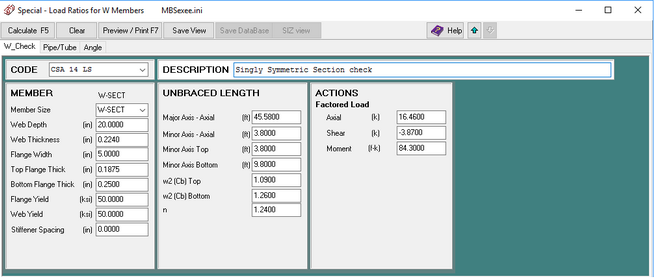 Special - Load Ratios for W Members MBSexee.ini
Calculate F5 Clear Preview / Print F7 Save View Save DataBase SIZ view Help
W_Check Pipe/Tube Angle
CODE CSA 14 LS DESCRIPTION Singly Symmetric Section check
MEMBER W-SECT
Member Size W-SECT
Web Depth (in) 20.0000
Web Thickness (in) 0.2240
Flange Width (in) 5.0000
Top Flange Thick (in) 0.1875
Bottom Flange Thick (in) 0.2500
Flange Yield (ksi) 50.0000
Web Yield (ksi) 50.0000
Stiffener Spacing (in) 0.0000
UNBRACED LENGTH
Major Axis - Axial (ft) 45.5800
Minor Axis - Axial (ft) 3.8000
Minor Axis Top (ft) 3.8000
Minor Axis Bottom (ft) 9.8000
w2 (Cb) Top 1.0900
w2 (Cb) Bottom 1.2600
n 1.2400
ACTIONS
Factored Load
Axial (k) 16.4600
Shear (k) -3.8700
Moment (f-k) 84.3000